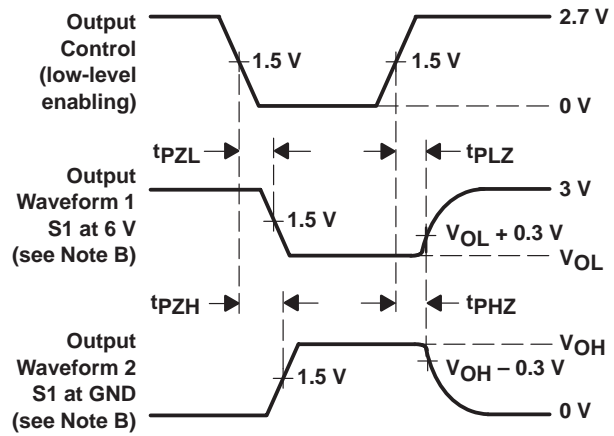 Output
Control
(low-level
enabling)
1.5 V
1.5 V
2.7 V
0 V
tPZL
tPLZ
Output
Waveform 1
S1 at 6 V
(see Note B)
1.5 V
3 V
VOL + 0.3 V
VOL
tPZH
tPHZ
Output
Waveform 2
S1 at GND
(see Note B)
1.5 V
VOH
VOH – 0.3 V
0 V